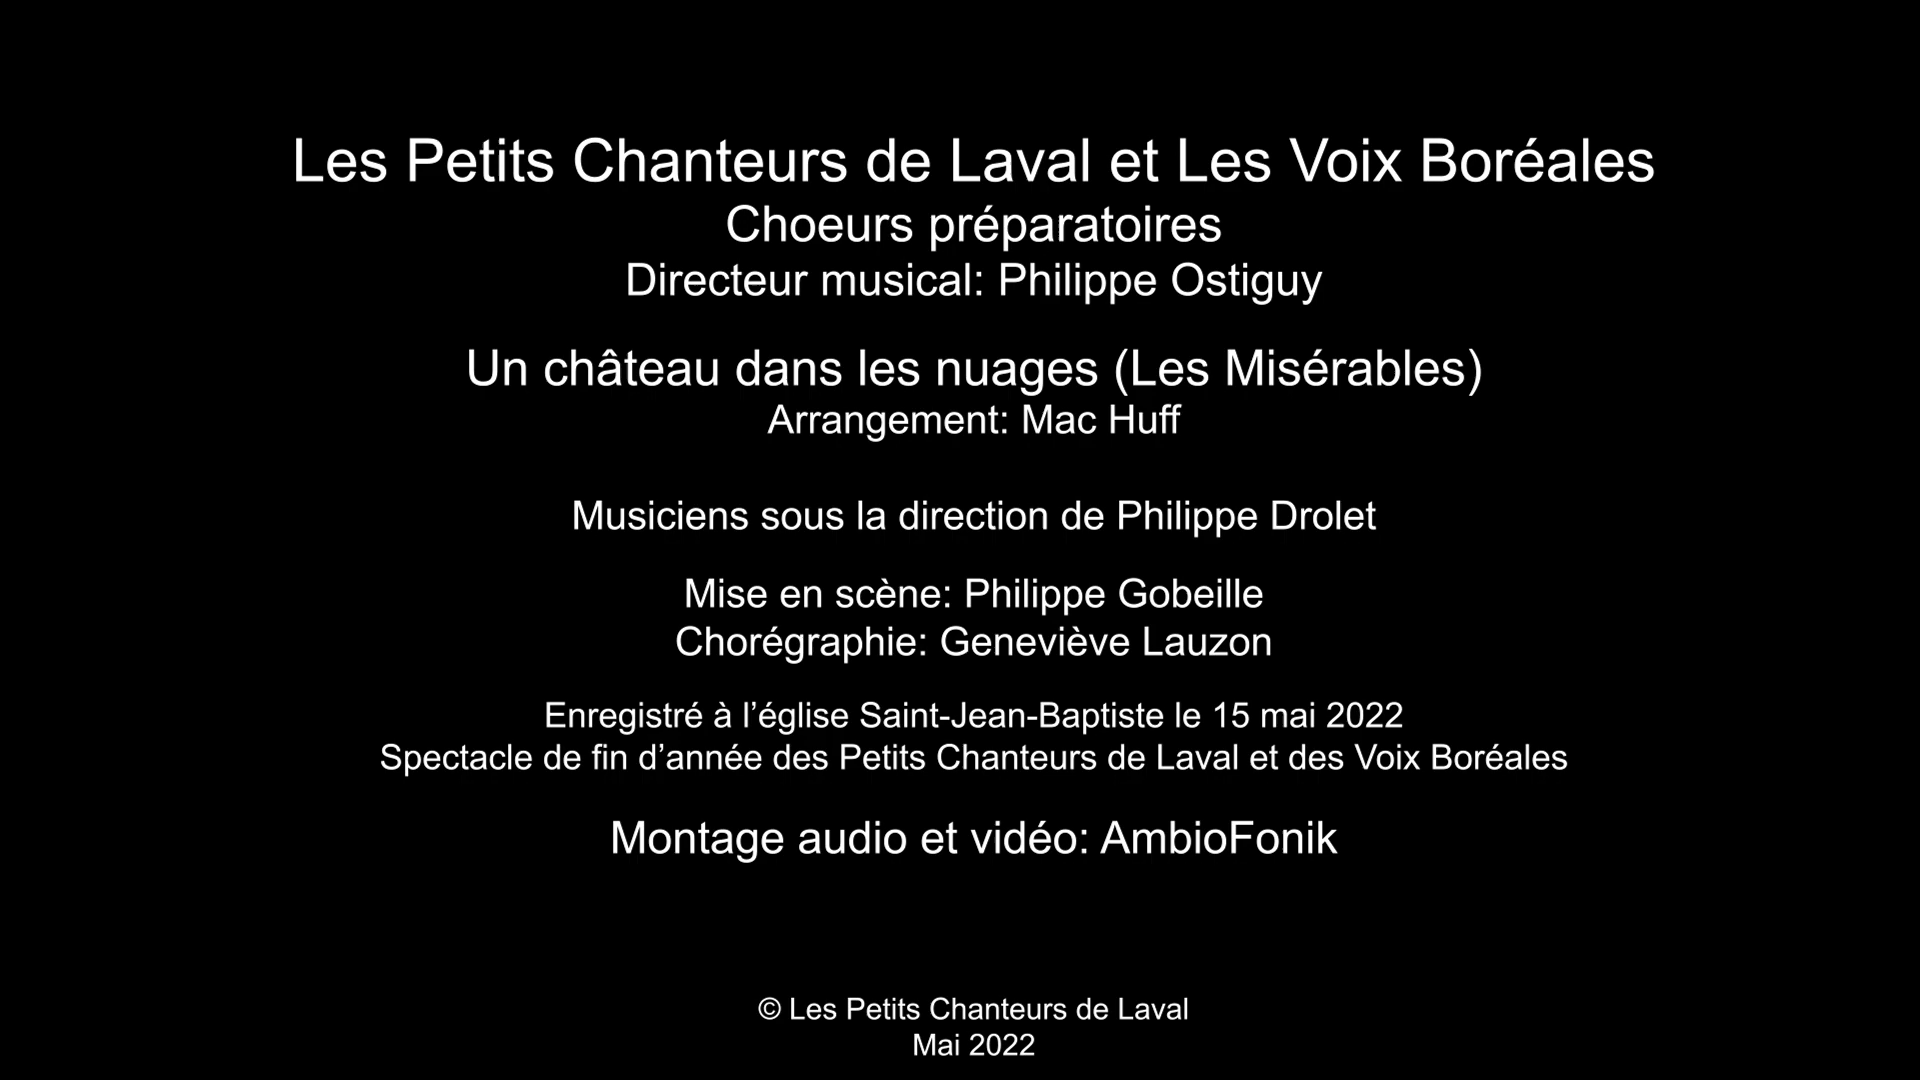 Les Petits Chanteurs de Laval et Les Voix Boréales
Choeurs préparatoires
Directeur musical: Philippe Ostiguy
Un château dans les nuages (Les Misérables)
Arrangement: Mac Huff
Musiciens sous la direction de Philippe Drolet
Mise en scène: Philippe Gobeille
Chorégraphie: Geneviève Lauzon
Enregistré à l’église Saint-Jean-Baptiste le 15 mai 2022
Spectacle de fin d’année des Petits Chanteurs de Laval et des Voix Boréales
Montage audio et vidéo: AmbioFonik
© Les Petits Chanteurs de Laval
Mai 2022